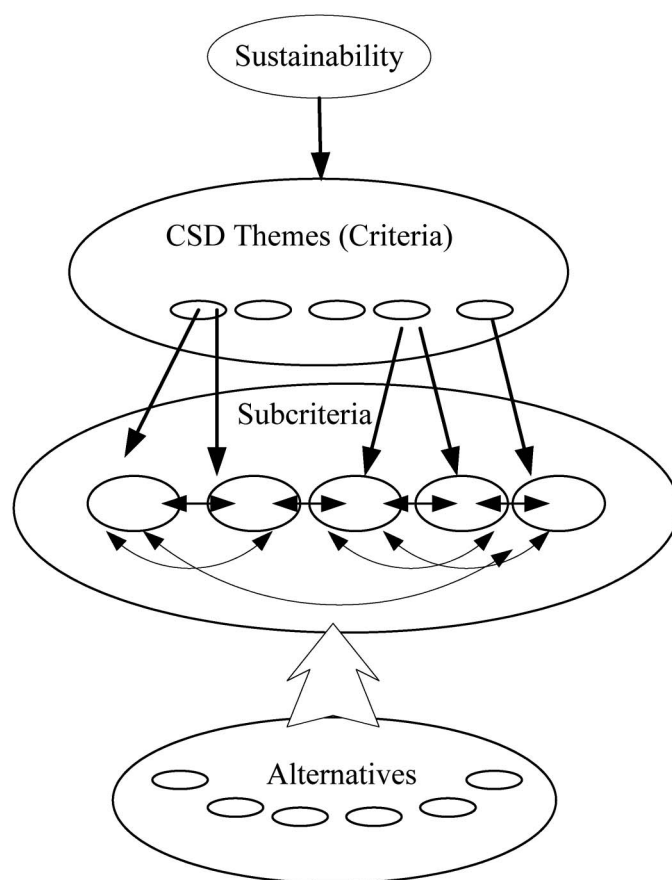 Sustainability
CSD Themes (Criteria)
Subcriteria
Alternatives